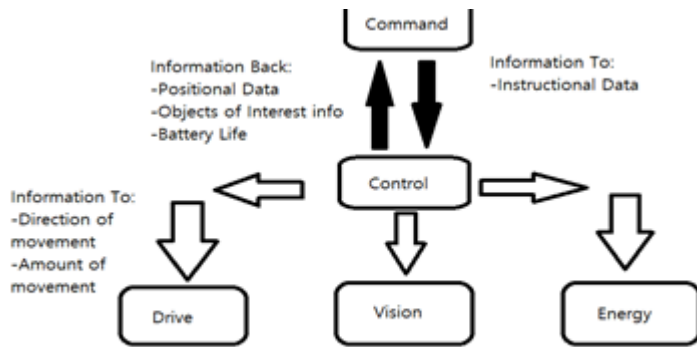 Command
Information Back:
-Positional Data
-Objects of Interest info
-Battery Life
Information To:
-Instructional Data
Control
Information To:
-Direction of
movement
-Amount of
movement
Drive
Vision
Energy